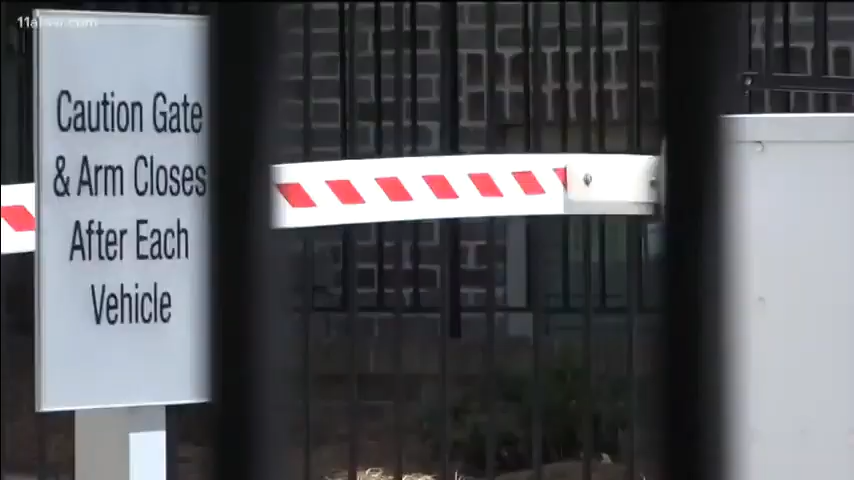 11alive.com
Caution Gate
& Arm Closes
After Each
Vehicle